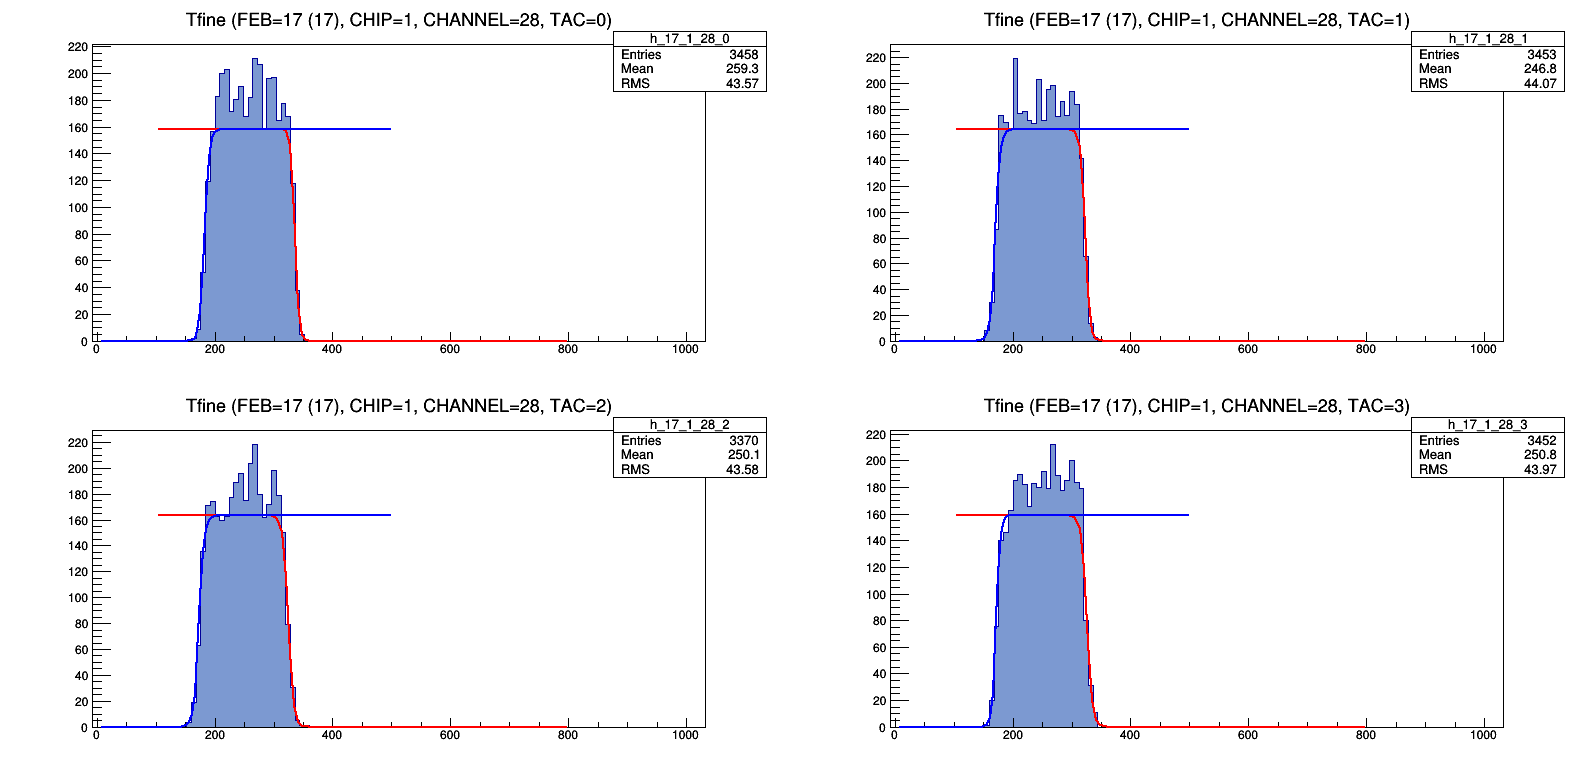 Tfine (FEB=17 (17), CHIP=1, CHANNEL=28, TAC=0)
h_17_1_28_0
Entries 3458
Mean 259.3
RMS 43.57
220
200
180
160
140
120
100
80
60
40
20
0
0 200 400 600 800 1000
Tfine (FEB=17 (17), CHIP=1, CHANNEL=28, TAC=1)
h_17_1_28_1
Entries 3453
Mean 246.8
RMS 44.07
220
200
180
160
140
120
100
80
60
40
20
0
0 200 400 600 800 1000
Tfine (FEB=17 (17), CHIP=1, CHANNEL=28, TAC=2)
h_17_1_28_2
Entries 3370
Mean 250.1
RMS 43.58
220
200
180
160
140
120
100
80
60
40
20
0
0 200 400 600 800 1000
Tfine (FEB=17 (17), CHIP=1, CHANNEL=28, TAC=3)
h_17_1_28_3
Entries 3452
Mean 250.8
RMS 43.97
220
200
180
160
140
120
100
80
60
40
20
0
0 200 400 600 800 1000